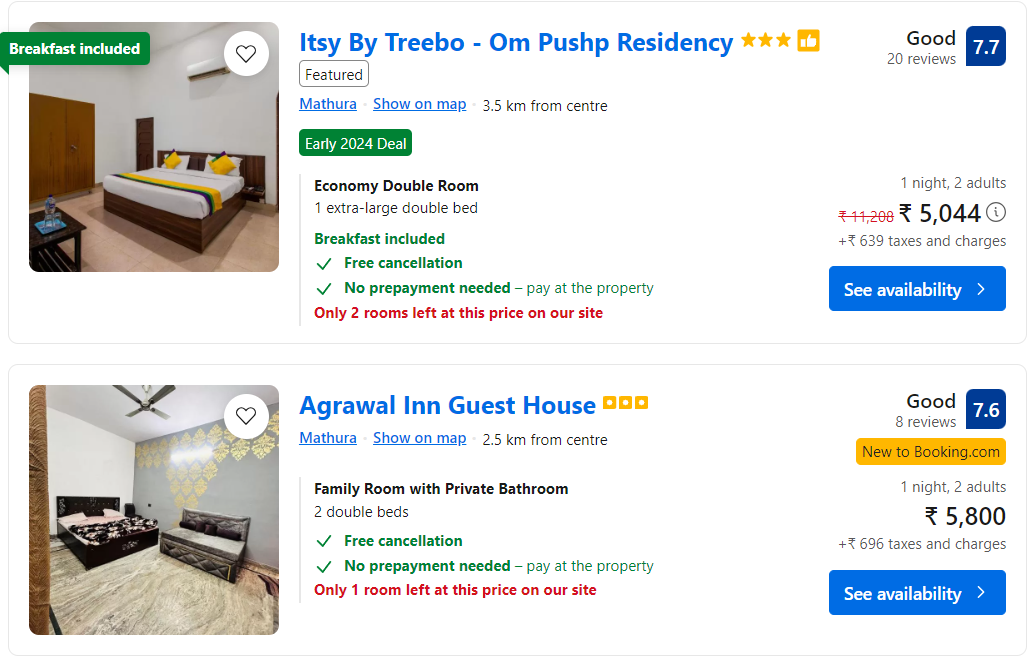 Breakfast included
Itsy By Treebo - Om Pushp Residency
Featured
Mathura Show on map 3.5 km from centre
Early 2024 Deal
Economy Double Room
1 extra-large double bed
Breakfast included
Free cancellation
No prepayment needed – pay at the property
Only 2 rooms left at this price on our site
Good
20 reviews
7.7
1 night, 2 adults
₹ 11,208 ₹ 5,044
+₹ 639 taxes and charges
See availability
Agrawal Inn Guest House
Mathura Show on map 2.5 km from centre
Family Room with Private Bathroom
2 double beds
Free cancellation
No prepayment needed – pay at the property
Only 1 room left at this price on our site
Good
8 reviews
7.6
New to Booking.com
1 night, 2 adults
₹ 5,800
+₹ 696 taxes and charges
See availability